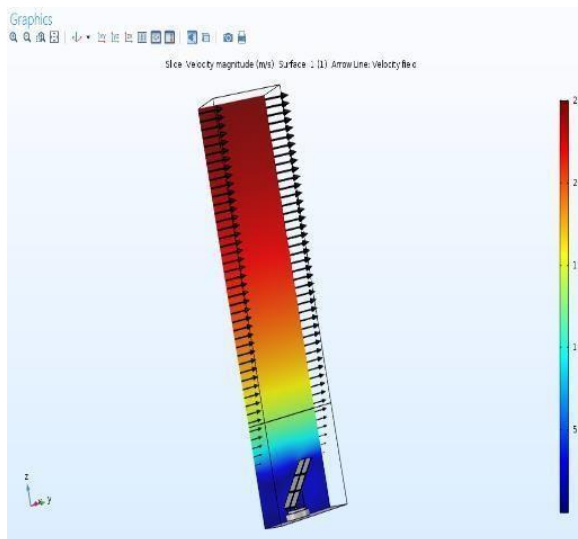 Graphics
Slice: Velocity magnitude (m/s) Surface: 1 (1) Arrow Line: Velocity field
2
2
1
1
5
z
x y